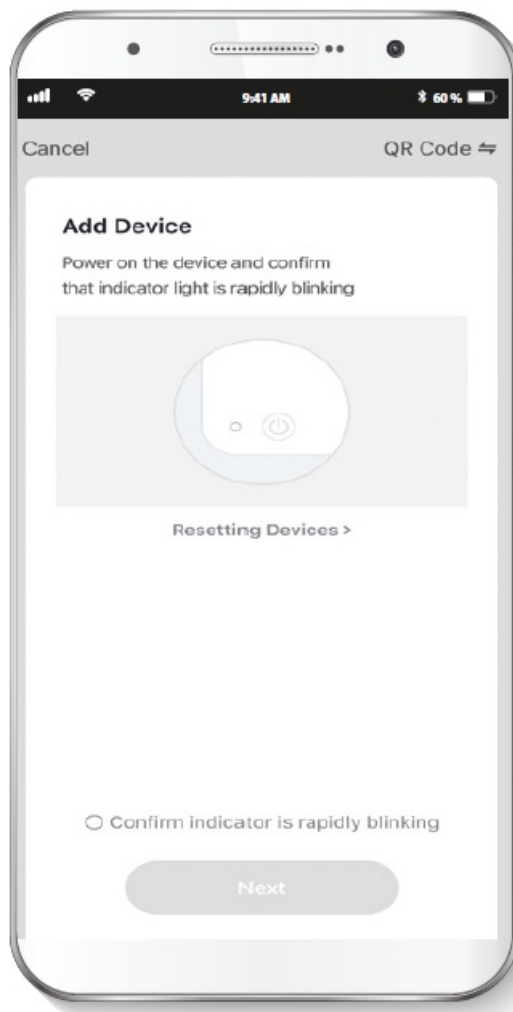 9:41 AM
60 %
Cancel
QR Code ⇋
Add Device
Power on the device and confirm
that indicator light is rapidly blinking
Resetting Devices >
Confirm indicator is rapidly blinking
Next